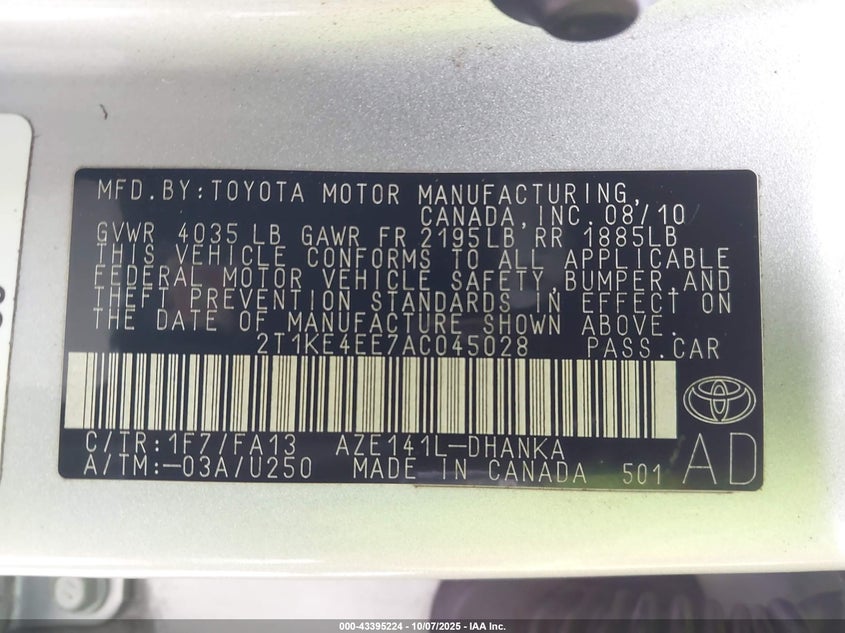 MFD.BY:TOYOTA MOTOR MANUFACTURING,
CANADA, INC. 08/10
GVWR 4035 LB GAWR FR 2195LB RR 1885LB
THIS VEHICLE CONFORMS TO ALL APPLICABLE
FEDERAL MOTOR VEHICLE SAFETY, BUMPER, AND
THEFT PREVENTION STANDARDS IN EFFECT ON
THE DATE OF MANUFACTURE SHOWN ABOVE.
2T1KE4EE7AC045028 PASS.CAR
C/TR:1F7/FA13 AZE141L-DHANKA
A/TM:-03A/U250 MADE IN CANADA 501 AD
000-43395224 - 10/07/2025 - IAA Inc.